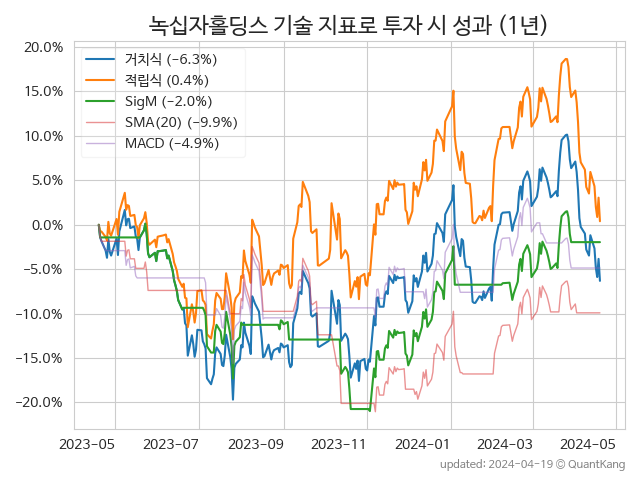 녹십자홀딩스 기술 지표로 투자 시 성과 (1년)
20.0%
15.0%
10.0%
5.0%
0.0%
−5.0%
−10.0%
−15.0%
−20.0%
거치식 (−6.3%)
적립식 (0.4%)
SigM (−2.0%)
SMA(20) (−9.9%)
MACD (−4.9%)
2023−05 2023−07 2023−09 2023−11 2024−01 2024−03 2024−05
updated: 2024-04-19 © QuantKang